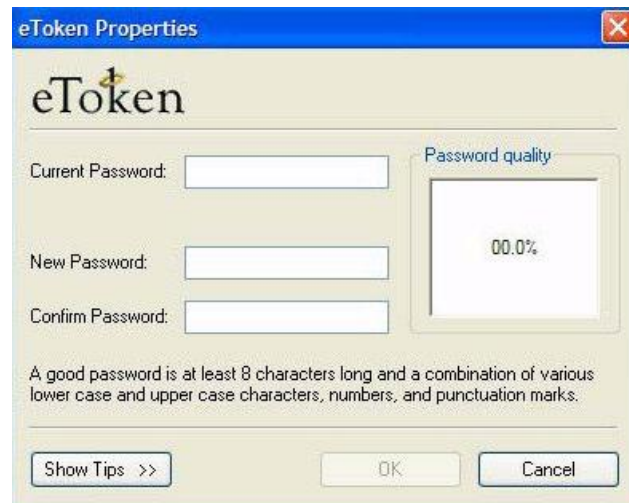 eToken Properties
eToken
Current Password:
Password quality
00.0%
New Password:
Confirm Password:
A good password is at least 8 characters long and a combination of various
lower case and upper case characters, numbers, and punctuation marks.
Show Tips >>
OK
Cancel